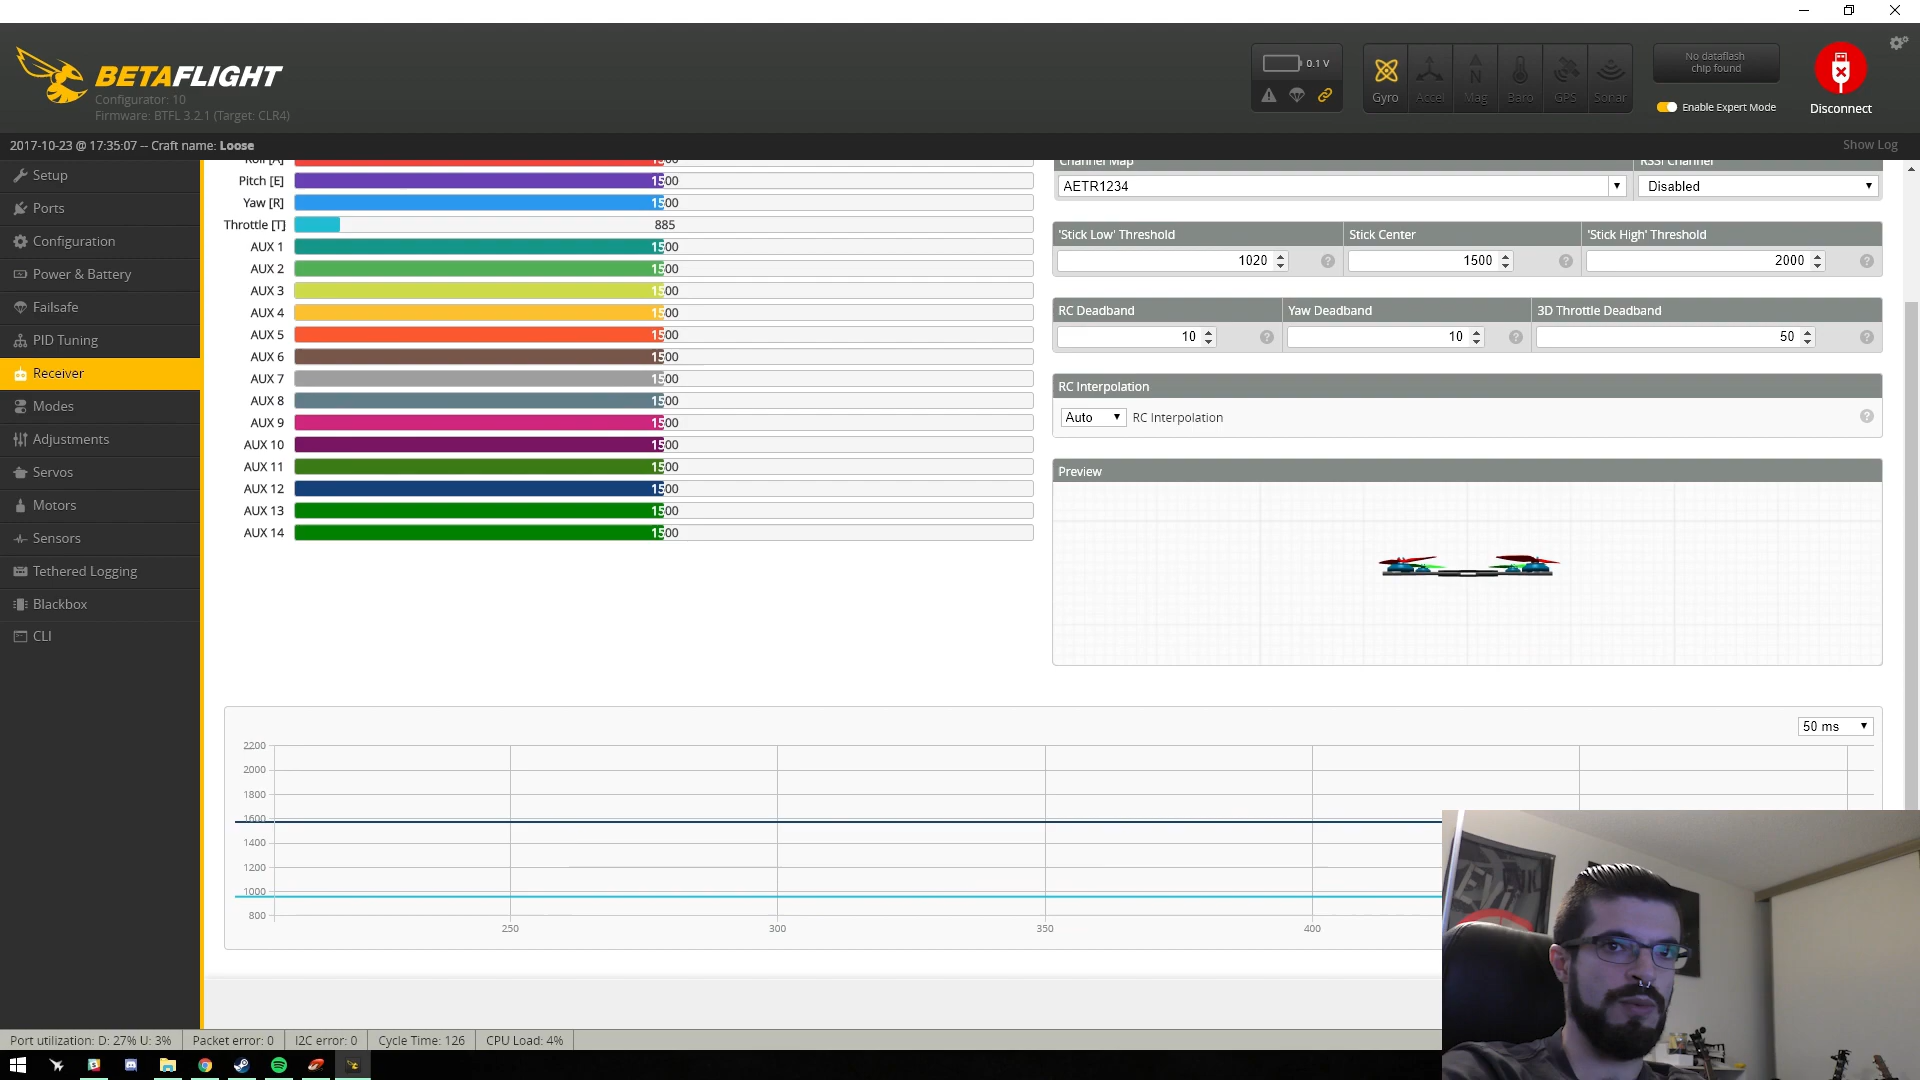 BETAFLIGHT
Configurator: 10
Firmware: BTFL 3.2.1 (Target: CLR4)
0.1 V
Gyro
Accel
Mag
Baro
GPS
Sonar
No dataflash
chip found
Enable Expert Mode
Disconnect
2017-10-23 @ 17:35:07 -- Craft name: Loose
Show Log
Setup
Ports
Configuration
Power & Battery
Failsafe
PID Tuning
Receiver
Modes
Adjustments
Servos
Motors
Sensors
Tethered Logging
Blackbox
CLI
Roll [A] 1500
Pitch [E] 1500
Yaw [R] 1500
Throttle [T] 885
AUX 1 1500
AUX 2 1500
AUX 3 1500
AUX 4 1500
AUX 5 1500
AUX 6 1500
AUX 7 1500
AUX 8 1500
AUX 9 1500
AUX 10 1500
AUX 11 1500
AUX 12 1500
AUX 13 1500
AUX 14 1500
Channel Map
RSSI Channel
AETR1234
Disabled
'Stick Low' Threshold
Stick Center
'Stick High' Threshold
1020
1500
2000
RC Deadband
Yaw Deadband
3D Throttle Deadband
10
10
50
RC Interpolation
Auto
RC Interpolation
Preview
50 ms
2200
2000
1800
1600
1400
1200
1000
800
250
300
350
400
Port utilization: D: 27% U: 3%
Packet error: 0
I2C error: 0
Cycle Time: 126
CPU Load: 4%